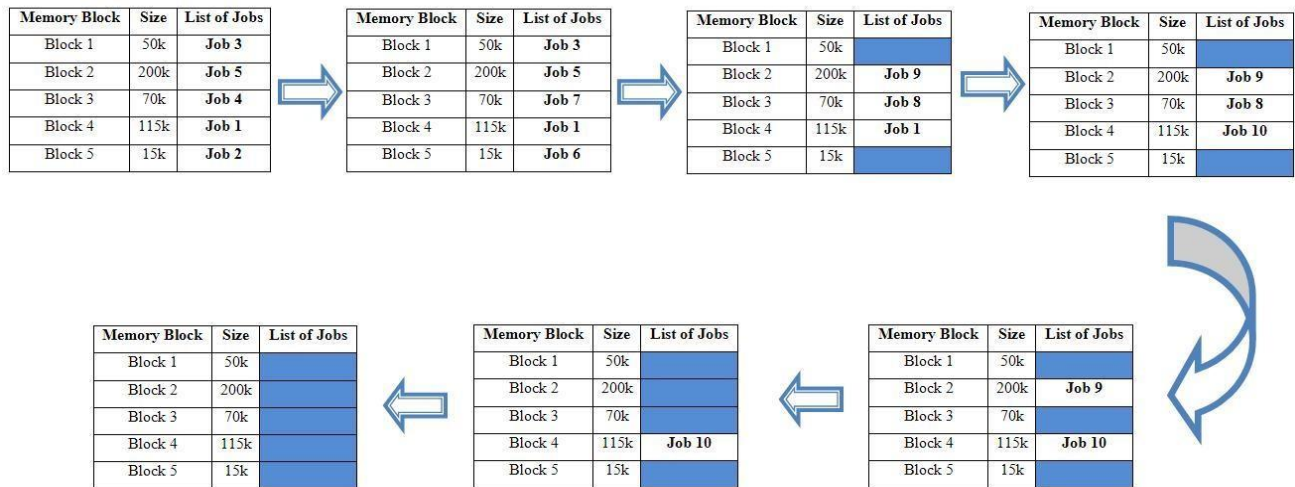 Memory Block Size List of Jobs
Block 1 50k Job 3
Block 2 200k Job 5
Block 3 70k Job 4
Block 4 115k Job 1
Block 5 15k Job 2
Memory Block Size List of Jobs
Block 1 50k Job 3
Block 2 200k Job 5
Block 3 70k Job 7
Block 4 115k Job 1
Block 5 15k Job 6
Memory Block Size List of Jobs
Block 1 50k
Block 2 200k Job 9
Block 3 70k Job 8
Block 4 115k Job 1
Block 5 15k
Memory Block Size List of Jobs
Block 1 50k
Block 2 200k Job 9
Block 3 70k Job 8
Block 4 115k Job 10
Block 5 15k
Memory Block Size List of Jobs
Block 1 50k
Block 2 200k
Block 3 70k
Block 4 115k
Block 5 15k
Memory Block Size List of Jobs
Block 1 50k
Block 2 200k
Block 3 70k
Block 4 115k Job 10
Block 5 15k
Memory Block Size List of Jobs
Block 1 50k
Block 2 200k Job 9
Block 3 70k
Block 4 115k Job 10
Block 5 15k